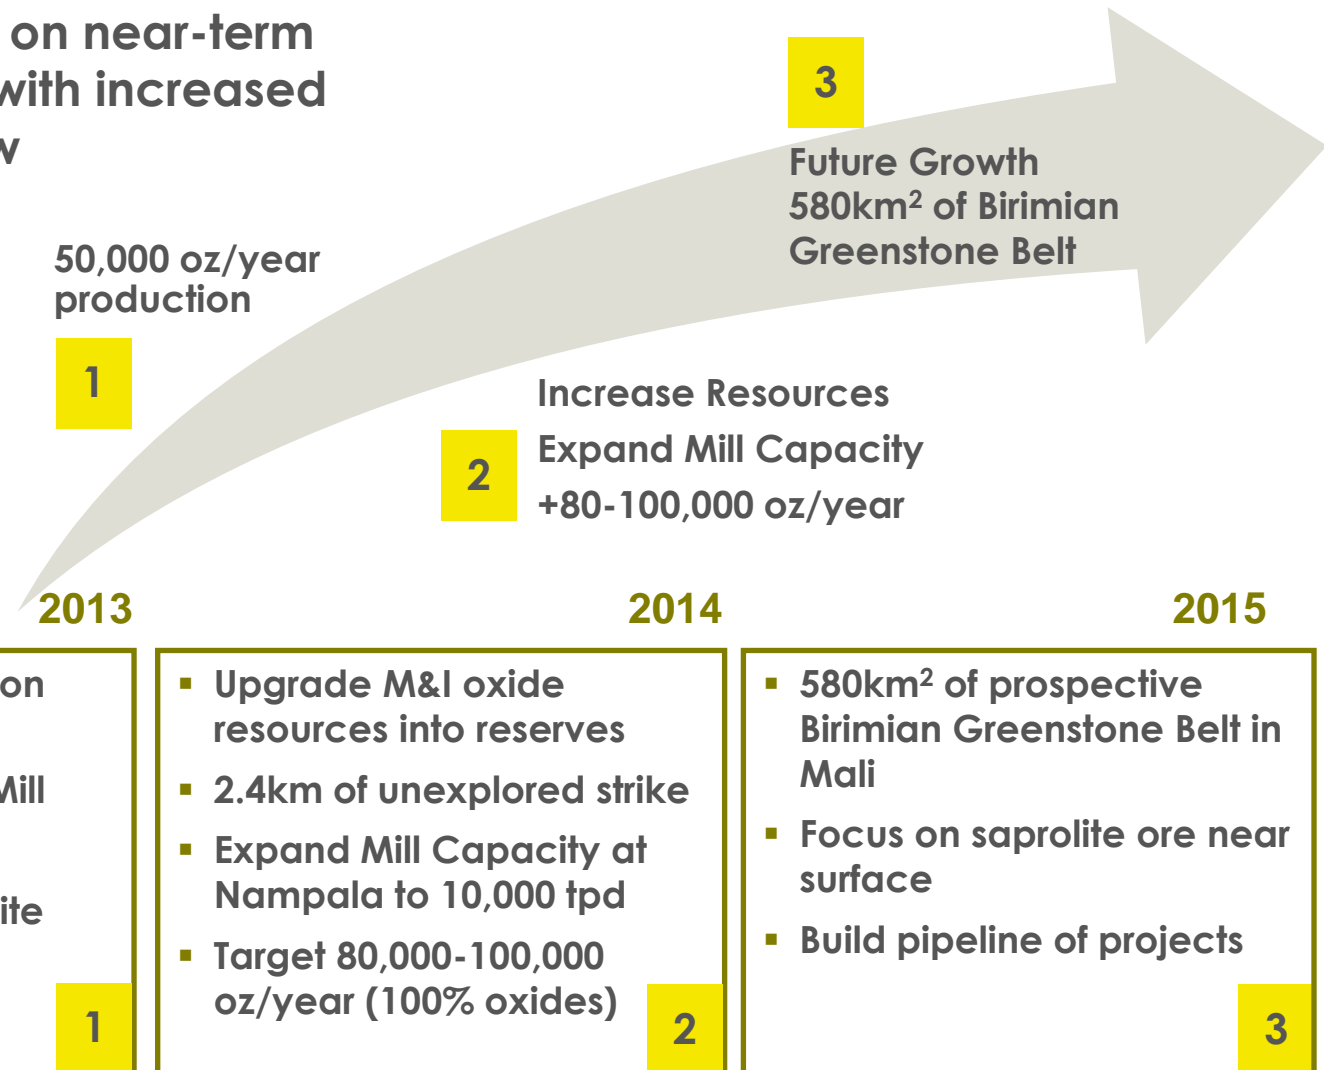 on near-term
with increased
50,000 oz/year
production
1
3
Future Growth
580km² of Birimian
Greenstone Belt
2
Increase Resources
Expand Mill Capacity
+80-100,000 oz/year
2013
2014
2015
on
Mill
1
▪ Upgrade M&I oxide
resources into reserves
▪ 2.4km of unexplored strike
▪ Expand Mill Capacity at
Nampala to 10,000 tpd
▪ Target 80,000-100,000
oz/year (100% oxides)
2
▪ 580km² of prospective
Birimian Greenstone Belt in
Mali
▪ Focus on saprolite ore near
surface
▪ Build pipeline of projects
3